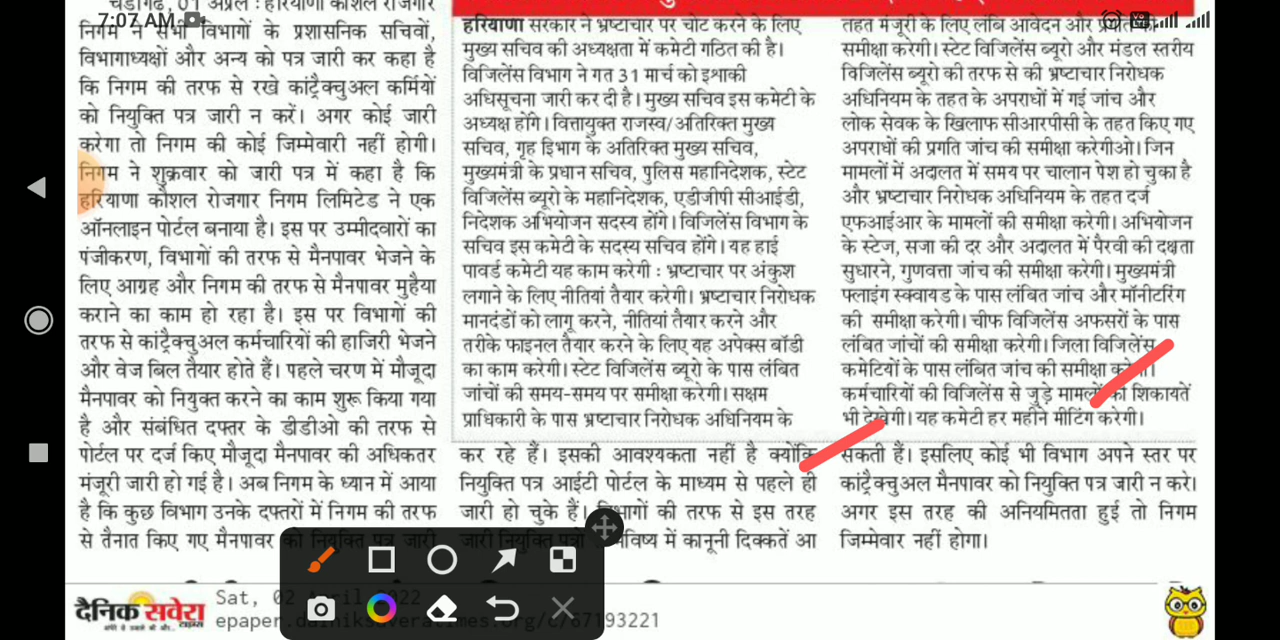 7:07 AM
चंडीगढ़, 01 अप्रैल : हरियाणा कौशल रोजगार
निगम ने सभी विभागों के प्रशासनिक सचिवों,
विभागाध्यक्षों और अन्य को पत्र जारी कर कहा है
कि निगम की तरफ से रखे कांट्रैक्चुअल कर्मियों
को नियुक्ति पत्र जारी न करें। अगर कोई जारी
करेगा तो निगम की कोई जिम्मेवारी नहीं होगी।
निगम ने शुक्रवार को जारी पत्र में कहा है कि
हरियाणा कौशल रोजगार निगम लिमिटेड ने एक
ऑनलाइन पोर्टल बनाया है। इस पर उम्मीदवारों का
पंजीकरण, विभागों की तरफ से मैनपावर भेजने के
लिए आग्रह और निगम की तरफ से मैनपावर मुहैया
कराने का काम हो रहा है। इस पर विभागों की
तरफ से कांट्रैक्चुअल कर्मचारियों की हाजिरी भेजने
और वेज बिल तैयार होते हैं। पहले चरण में मौजूदा
मैनपावर को नियुक्त करने का काम शुरू किया गया
है और संबंधित दफ्तर के डीडीओ की तरफ से
पोर्टल पर दर्ज किए मौजूदा मैनपावर की अधिकतर
मंजूरी जारी हो गई है। अब निगम के ध्यान में आया
है कि कुछ विभाग उनके दफ्तरों में निगम की तरफ
से तैनात किए गए मैनपावर को नियुक्ति पत्र जारी
हरियाणा सरकार ने भ्रष्टाचार पर चोट करने के लिए
मुख्य सचिव की अध्यक्षता में कमेटी गठित की है।
विजिलेंस विभाग ने गत 31 मार्च को इशाकी
अधिसूचना जारी कर दी है। मुख्य सचिव इस कमेटी के
अध्यक्ष होंगे। वित्तायुक्त राजस्व/अतिरिक्त मुख्य
सचिव, गृह इिभाग के अतिरिक्त मुख्य सचिव,
मुख्यमंत्री के प्रधान सचिव, पुलिस महानिदेशक, स्टेट
विजिलेंस ब्यूरो के महानिदेशक, एडीजीपी सीआईडी,
निदेशक अभियोजन सदस्य होंगे। विजिलेंस विभाग के
सचिव इस कमेटी के सदस्य सचिव होंगे। यह हाई
पावर्ड कमेटी यह काम करेगी : भ्रष्टाचार पर अंकुश
लगाने के लिए नीतियां तैयार करेगी। भ्रष्टाचार निरोधक
मानदंडों को लागू करने, नीतियां तैयार करने और
तरीके फाइनल तैयार करने के लिए यह अपेक्स बॉडी
का काम करेगी। स्टेट विजिलेंस ब्यूरो के पास लंबित
जांचों की समय-समय पर समीक्षा करेगी। सक्षम
प्राधिकारी के पास भ्रष्टाचार निरोधक अधिनियम के
तहत मंजूरी के लिए लंबि आवेदन और
समीक्षा करेगी। स्टेट विजिलेंस ब्यूरो और मंडल स्तरीय
विजिलेंस ब्यूरो की तरफ से की भ्रष्टाचार निरोधक
अधिनियम के तहत के अपराधों में गई जांच और
लोक सेवक के खिलाफ सीआरपीसी के तहत किए गए
अपराधों की प्रगति जांच की समीक्षा करेगीओ। जिन
मामलों में अदालत में समय पर चालान पेश हो चुका है
और भ्रष्टाचार निरोधक अधिनियम के तहत दर्ज
एफआईआर के मामलों की समीक्षा करेगी। अभियोजन
के स्टेज, सजा की दर और अदालत में पैरवी की दक्षता
सुधारने, गुणवत्ता जांच की समीक्षा करेगी। मुख्यमंत्री
फ्लाइंग स्क्वायड के पास लंबित जांच और मॉनीटरिंग
की समीक्षा करेगी। चीफ विजिलेंस अफसरों के पास
लंबित जांचों की समीक्षा करेगी। जिला विजिलेंस
कमेटियों के पास लंबित जांच की समीक्षा करेगी।
कर्मचारियों की विजिलेंस से जुड़े मामलों की शिकायतें
भी देखेगी। यह कमेटी हर महीने मीटिंग करेगी।
कर रहे हैं। इसकी आवश्यकता नहीं है क्योंकि
नियुक्ति पत्र आईटी पोर्टल के माध्यम से पहले ही
जारी हो चुके हैं। विभागों की तरफ से इस तरह
जारी नियुक्ति पत्रों भविष्य में कानूनी दिक्कतें आ
सकती हैं। इसलिए कोई भी विभाग अपने स्तर पर
कांट्रैक्चुअल मैनपावर को नियुक्ति पत्र जारी न करे।
अगर इस तरह की अनियमितता हुई तो निगम
जिम्मेवार नहीं होगा।
दैनिक सवेरा
टाइम्स
Sat, 02 April 2022
epaper.dainiksaveratimes.org/c/67193221